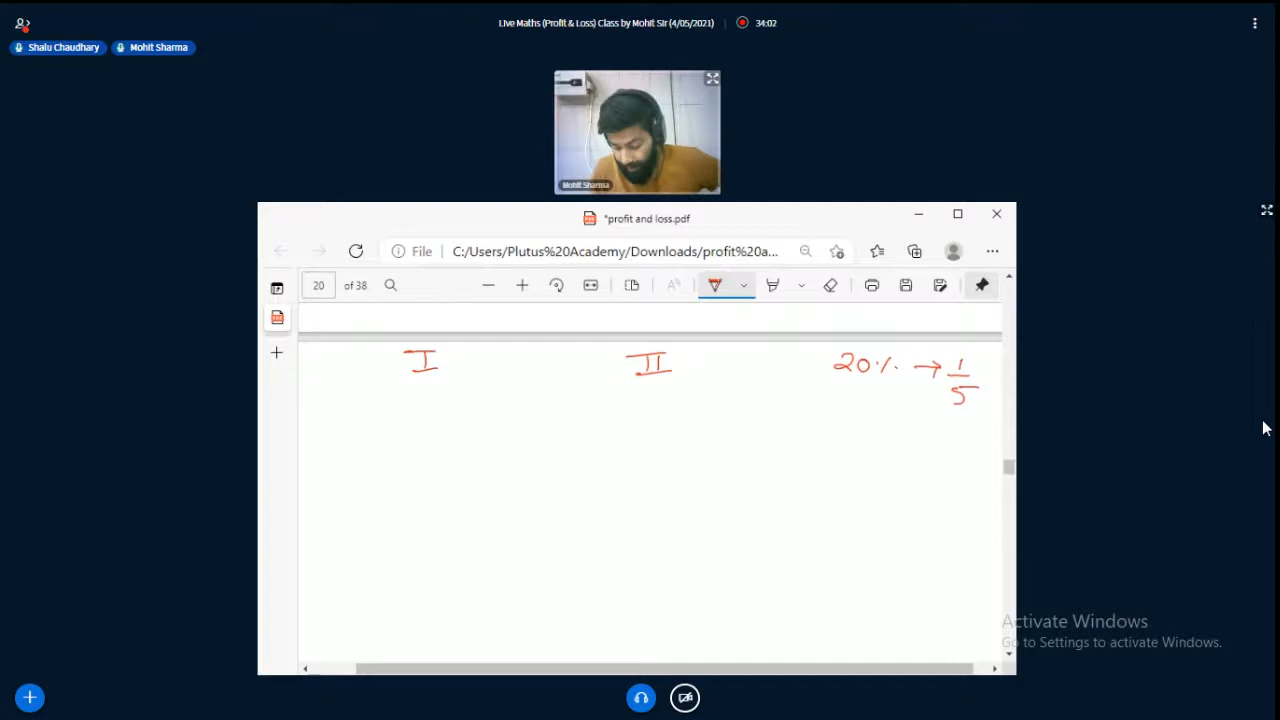 Live Maths (Profit & Loss) Class by Mohit Sir (4/05/2021)
34:02
Shalu Chaudhary
Mohit Sharma
Mohit Sharma
*profit and loss.pdf
File
C:/Users/Plutus%20Academy/Downloads/profit%20a...
20 of 38
I
II
20% → 1/5
Activate Windows
Go to Settings to activate Windows.